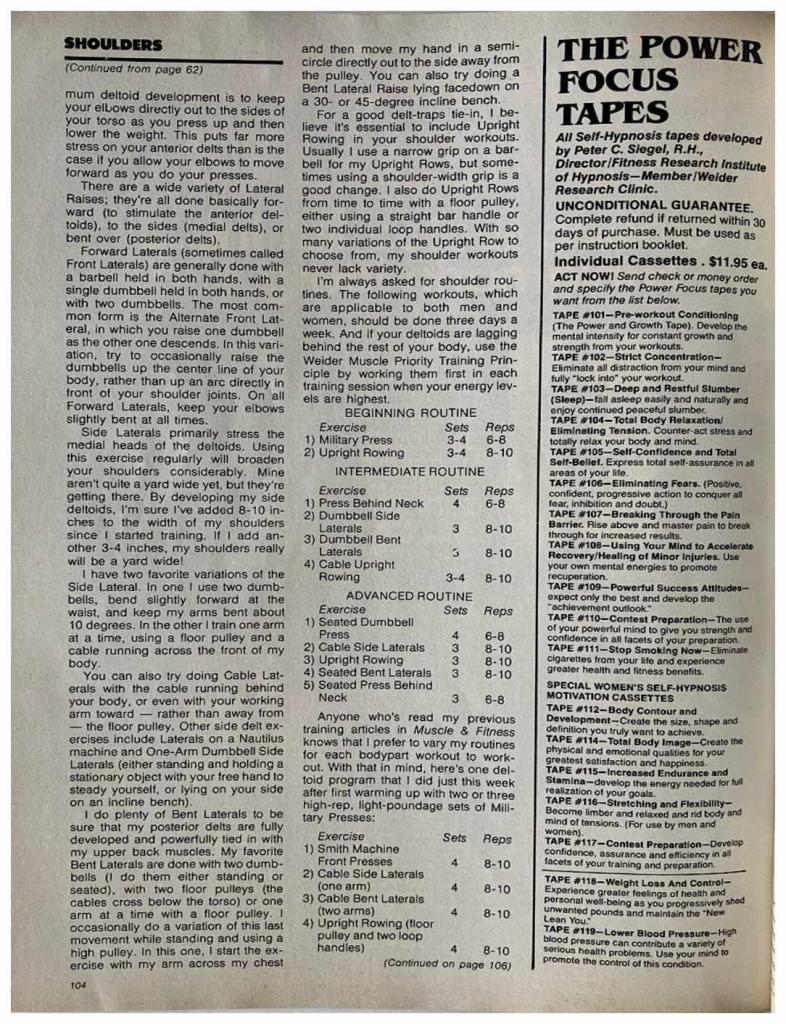 SHOULDERS
(Continued from page 62)
mum deltoid development is to keep
your elbows directly out to the sides of
your torso as you press up and then
lower the weight. This puts far more
stress on your anterior delts than is the
case if you allow your elbows to move
forward as you do your presses.
There are a wide variety of Lateral
Raises; they're all done basically for-
ward (to stimulate the anterior del-
toids), to the sides (medial delts), or
bent over (posterior delts).
Forward Laterals (sometimes called
Front Laterals) are generally done with
a barbell held in both hands, with a
single dumbbell held in both hands, or
with two dumbbells. The most com-
mon form is the Alternate Front Lat-
eral, in which you raise one dumbbell
as the other one descends. In this vari-
ation, try to occasionally raise the
dumbbells up the center line of your
body, rather than up an arc directly in
front of your shoulder joints. On all
Forward Laterals, keep your elbows
slightly bent at all times.
Side Laterals primarily stress the
medial heads of the deltoids. Using
this exercise regularly will broaden
your shoulders considerably. Mine
aren't quite a yard wide yet, but they're
getting there. By developing my side
deltoids, I'm sure I've added 8-10 in-
ches to the width of my shoulders
since I started training. If I add an-
other 3-4 inches, my shoulders really
will be a yard wide!
I have two favorite variations of the
Side Lateral. In one I use two dumb-
bells, bend slightly forward at the
waist, and keep my arms bent about
10 degrees. In the other I train one arm
at a time, using a floor pulley and a
cable running across the front of my
body.
You can also try doing Cable Lat-
erals with the cable running behind
your body, or even with your working
arm toward — rather than away from
— the floor pulley. Other side delt ex-
ercises include Laterals on a Nautilus
machine and One-Arm Dumbbell Side
Laterals (either standing and holding a
stationary object with your free hand to
steady yourself, or lying on your side
on an incline bench).
I do plenty of Bent Laterals to be
sure that my posterior delts are fully
developed and powerfully tied in with
my upper back muscles. My favorite
Bent Laterals are done with two dumb-
bells (I do them either standing or
seated), with two floor pulleys (the
cables cross below the torso) or one
arm at a time with a floor pulley. I
occasionally do a variation of this last
movement while standing and using a
high pulley. In this one, I start the ex-
ercise with my arm across my chest
104
and then move my hand in a semi-
circle directly out to the side away from
the pulley. You can also try doing a
Bent Lateral Raise lying facedown on
a 30- or 45-degree incline bench.
For a good delt-traps tie-in, I be-
lieve it's essential to include Upright
Rowing in your shoulder workouts.
Usually I use a narrow grip on a bar-
bell for my Upright Rows, but some-
times using a shoulder-width grip is a
good change. I also do Upright Rows
from time to time with a floor pulley,
either using a straight bar handle or
two individual loop handles. With so
many variations of the Upright Row to
choose from, my shoulder workouts
never lack variety.
I'm always asked for shoulder rou-
tines. The following workouts, which
are applicable to both men and
women, should be done three days a
week. And if your deltoids are lagging
behind the rest of your body, use the
Weider Muscle Priority Training Prin-
ciple by working them first in each
training session when your energy lev-
els are highest.
BEGINNING ROUTINE
Exercise Sets Reps
1) Military Press 3-4 6-8
2) Upright Rowing 3-4 8-10
INTERMEDIATE ROUTINE
Exercise Sets Reps
1) Press Behind Neck 4 6-8
2) Dumbbell Side
Laterals 3 8-10
3) Dumbbell Bent
Laterals 3 8-10
4) Cable Upright
Rowing 3-4 8-10
ADVANCED ROUTINE
Exercise Sets Reps
1) Seated Dumbbell
Press 4 6-8
2) Cable Side Laterals 3 8-10
3) Upright Rowing 3 8-10
4) Seated Bent Laterals 3 8-10
5) Seated Press Behind
Neck 3 6-8
Anyone who's read my previous
training articles in Muscle & Fitness
knows that I prefer to vary my routines
for each bodypart workout to work-
out. With that in mind, here's one del-
toid program that I did just this week
after first warming up with two or three
high-rep, light-poundage sets of Mili-
tary Presses:
Exercise Sets Reps
1) Smith Machine
Front Presses 4 8-10
2) Cable Side Laterals
(one arm) 4 8-10
3) Cable Bent Laterals
(two arms) 4 8-10
4) Upright Rowing (floor
pulley and two loop
handles) 4 8-10
(Continued on page 106)
THE POWER
FOCUS
TAPES
All Self-Hypnosis tapes developed
by Peter C. Siegel, R.H.,
Director/Fitness Research Institute
of Hypnosis—Member/Weider
Research Clinic.
UNCONDITIONAL GUARANTEE.
Complete refund if returned within 30
days of purchase. Must be used as
per instruction booklet.
Individual Cassettes . $11.95 ea.
ACT NOW! Send check or money order
and specify the Power Focus tapes you
want from the list below.
TAPE #101—Pre-workout Conditioning
(The Power and Growth Tape). Develop the
mental intensity for constant growth and
strength from your workouts.
TAPE #102—Strict Concentration—
Eliminate all distraction from your mind and
fully "lock into" your workout.
TAPE #103—Deep and Restful Slumber
(Sleep)—fall asleep easily and naturally and
enjoy continued peaceful slumber.
TAPE #104—Total Body Relaxation/
Eliminating Tension. Counter-act stress and
totally relax your body and mind.
TAPE #105—Self-Confidence and Total
Self-Belief. Express total self-assurance in all
areas of your life.
TAPE #106—Eliminating Fears. (Positive,
confident, progressive action to conquer all
fear, inhibition and doubt.)
TAPE #107—Breaking Through the Pain
Barrier. Rise above and master pain to break
through for increased results.
TAPE #108—Using Your Mind to Accelerate
Recovery/Healing of Minor Injuries. Use
your own mental energies to promote
recuperation.
TAPE #109—Powerful Success Attitudes—
expect only the best and develop the
"achievement outlook."
TAPE #110—Contest Preparation—The use
of your powerful mind to give you strength and
confidence in all facets of your preparation.
TAPE #111—Stop Smoking Now—Eliminate
cigarettes from your life and experience
greater health and fitness benefits.
SPECIAL WOMEN'S SELF-HYPNOSIS
MOTIVATION CASSETTES
TAPE #112—Body Contour and
Development—Create the size, shape and
definition you truly want to achieve.
TAPE #114—Total Body Image—Create the
physical and emotional qualities for your
greatest satisfaction and happiness.
TAPE #115—Increased Endurance and
Stamina—develop the energy needed for full
realization of your goals.
TAPE #116—Stretching and Flexibility—
Become limber and relaxed and rid body and
mind of tensions. (For use by men and
women).
TAPE #117—Contest Preparation—Develop
confidence, assurance and efficiency in all
facets of your training and preparation.
TAPE #118—Weight Loss And Control—
Experience greater feelings of health and
personal well-being as you progressively shed
unwanted pounds and maintain the "New
Lean You."
TAPE #119—Lower Blood Pressure—High
blood pressure can contribute a variety of
serious health problems. Use your mind to
promote the control of this condition.